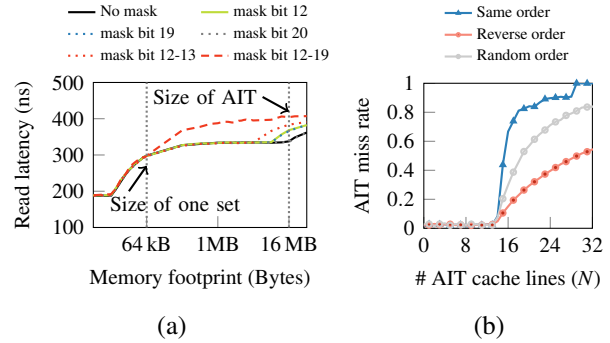 No mask
mask bit 12
mask bit 19
mask bit 20
mask bit 12-13
mask bit 12-19
500
400
300
200
100
Read latency (ns)
Size of AIT
Size of one set
64 kB
1MB
16 MB
Memory footprint (Bytes)
(a)
Same order
Reverse order
Random order
1
0.8
0.6
0.4
0.2
0
AIT miss rate
0
8
16
24
32
# AIT cache lines (N)
(b)